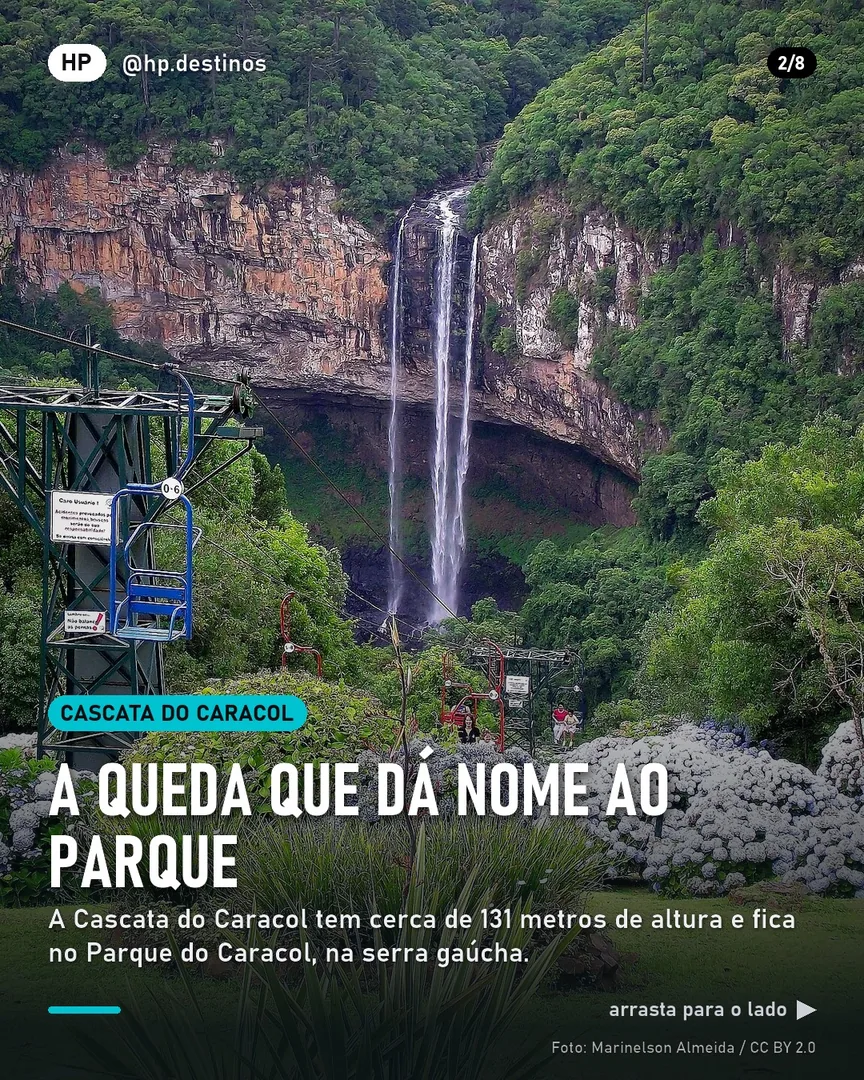 HP @hp.destinos
2/8
0-6
Caro Usuário !
Não balance
CASCATA DO CARACOL
A QUEDA QUE DÁ NOME AO
PARQUE
A Cascata do Caracol tem cerca de 131 metros de altura e fica
no Parque do Caracol, na serra gaúcha.
arrasta para o lado ▶
Foto: Marinelson Almeida / CC BY 2.0